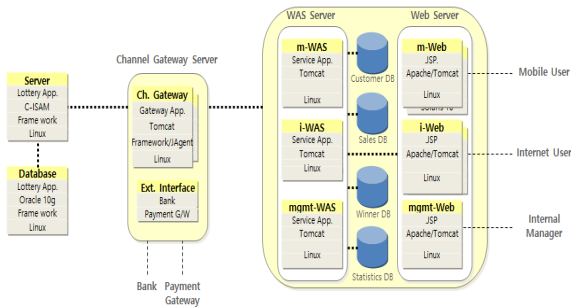 WAS Server
Web Server
Channel Gateway Server
Server
Lottery App.
C-ISAM
Frame work
Linux
Database
Lottery App.
Oracle 10g
Frame work
Linux
Ch. Gateway
Gateway App.
Tomcat
Framework/JAgent
Linux
Ext. Interface
Bank
Payment G/W
Bank
Payment
Gateway
m-WAS
Service App.
Tomcat
Linux
i-WAS
Service App.
Tomcat
Linux
mgmt-WAS
Service App.
Tomcat
Linux
Customer DB
Sales DB
Winner DB
Statistics DB
m-Web
JSP.
Apache/Tomcat
Linux
i-Web
JSP
Apache/Tomcat
Linux
mgmt-Web
JSP
Apache/Tomcat
Linux
Mobile User
Internet User
Internal
Manager